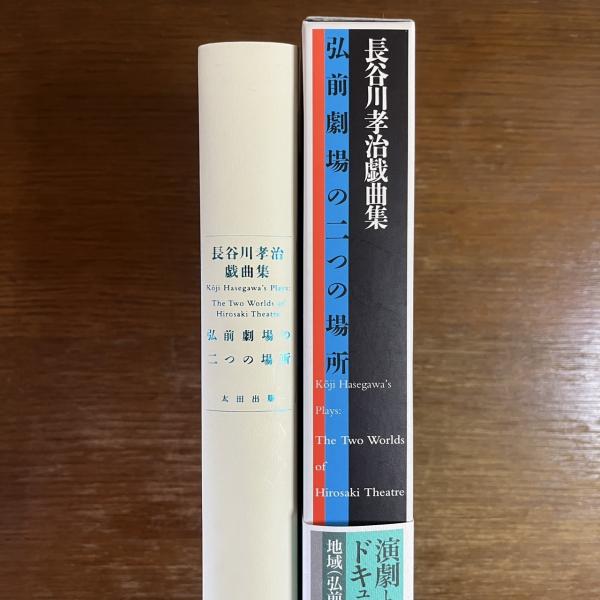 長谷川孝治
戯曲集
Kōji Hasegawa's Plays:
The Two Worlds of
Hirosaki Theatre
弘前劇場の
二つの場所
太田出版
長谷川孝治戯曲集
弘前劇場の二つの場所
Kōji Hasegawa's
Plays:
The Two Worlds
of
Hirosaki Theatre
演劇
ドキュ
地域(弘前